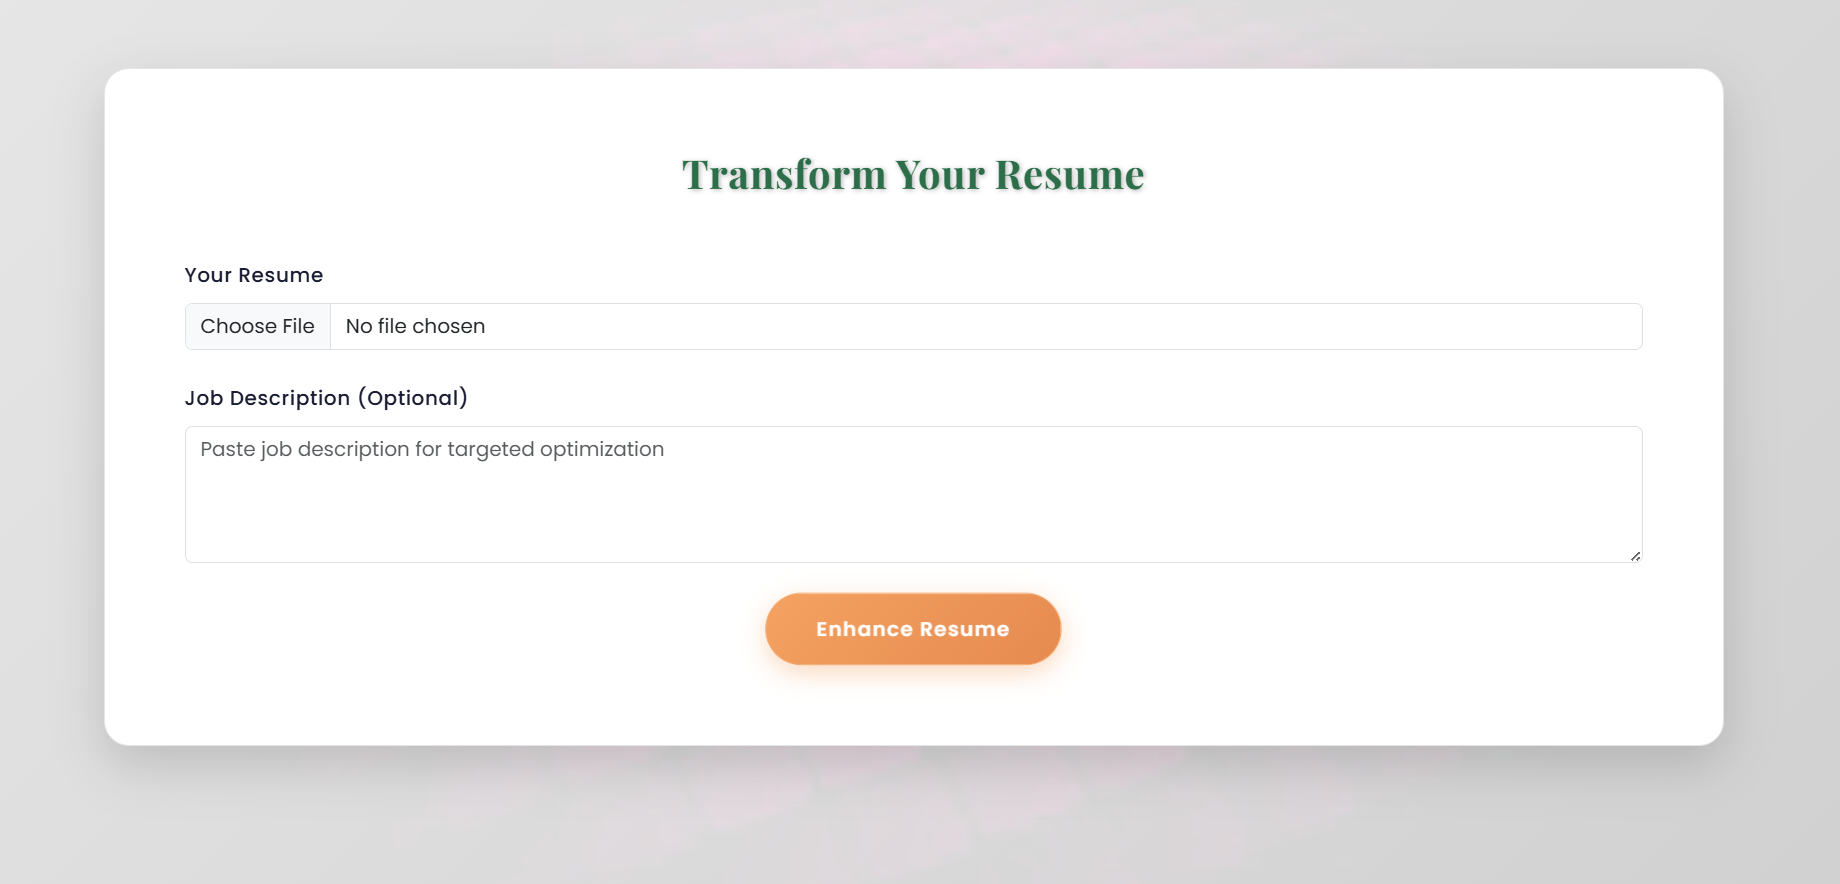 Transform Your Resume
Your Resume
Choose File No file chosen
Job Description (Optional)
Paste job description for targeted optimization
Enhance Resume